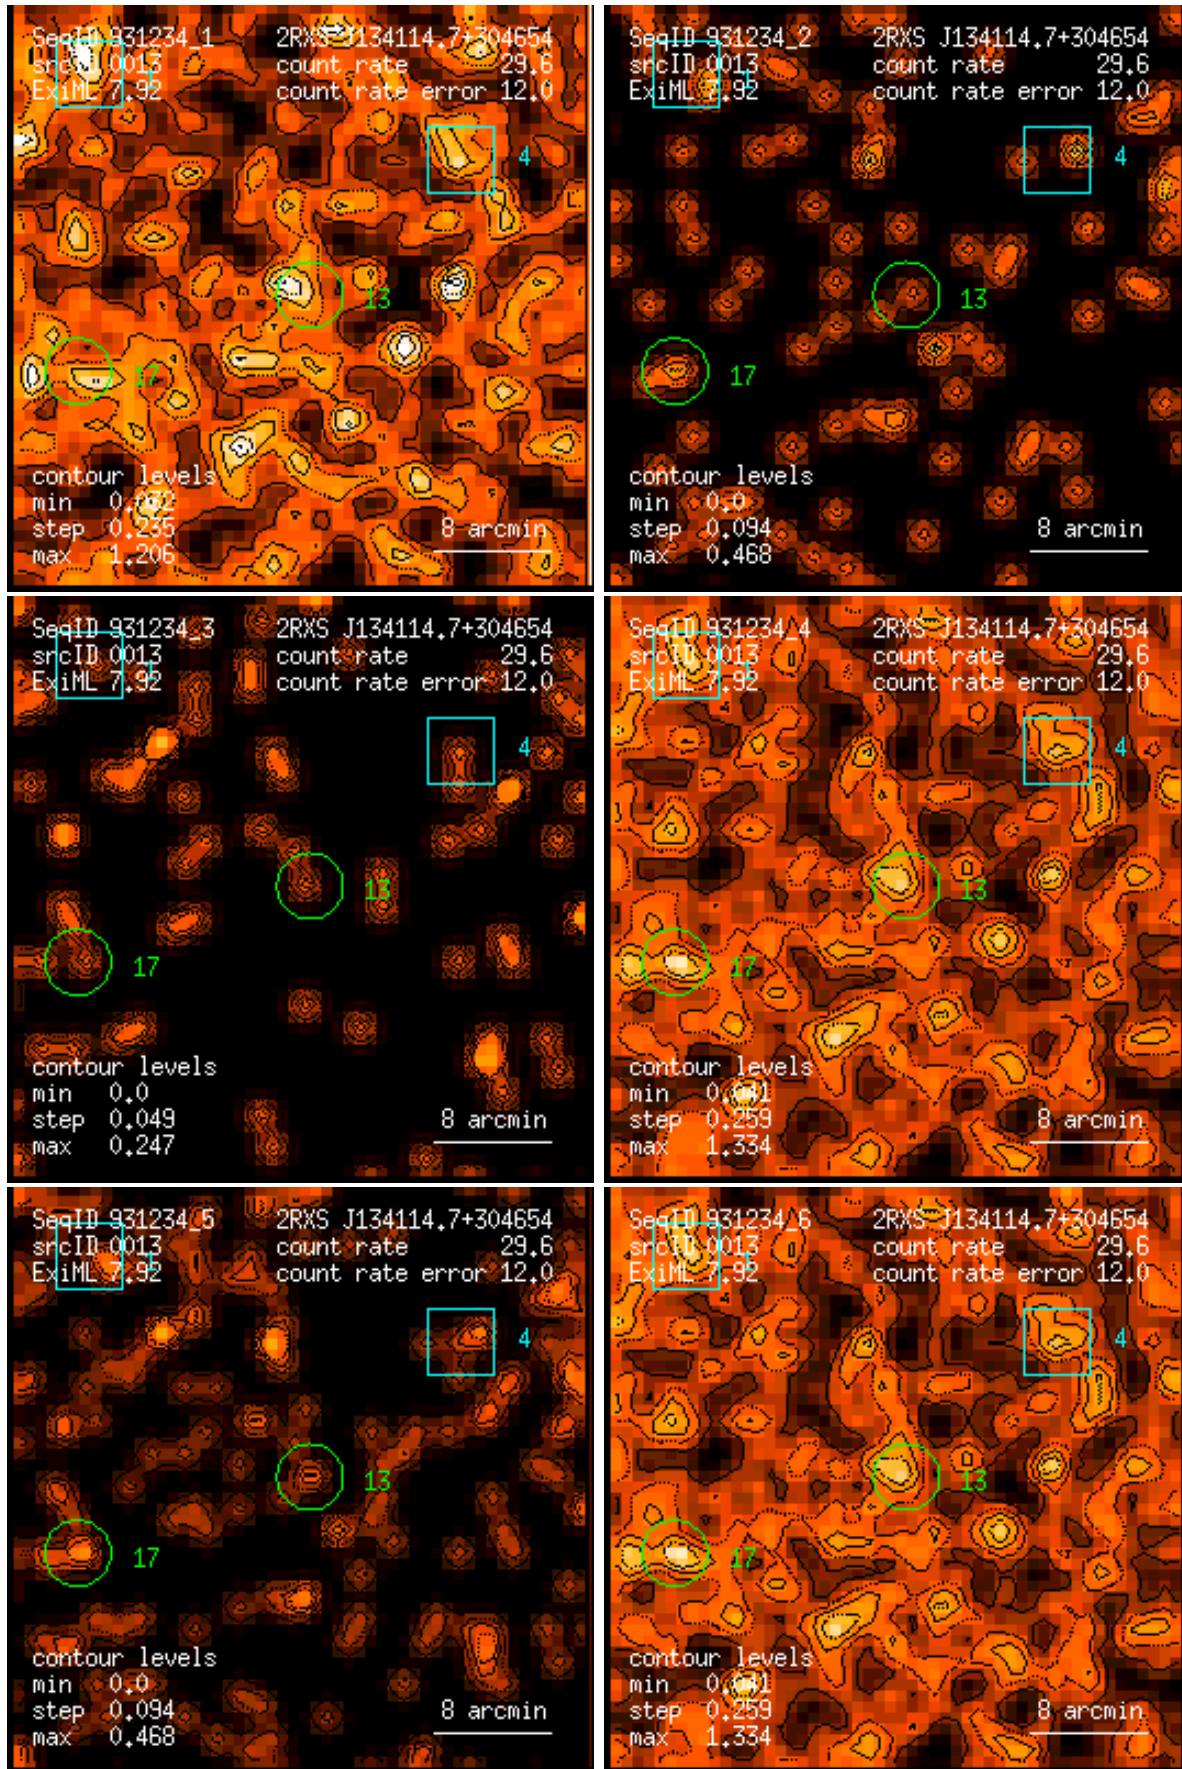 SeqID 931234_1 2RXS J134114.7+304654
srcID 0013 count rate 29.6
ExiML 7.92 count rate error 12.0
4
13
17
contour levels
min 0.032
step 0.235
max 1.206
8 arcmin
SeqID 931234_2 2RXS J134114.7+304654
srcID 0013 count rate 29.6
ExiML 7.92 count rate error 12.0
4
13
17
contour levels
min 0.0
step 0.094
max 0.468
8 arcmin
SeqID 931234_3 2RXS J134114.7+304654
srcID 0013 count rate 29.6
ExiML 7.92 count rate error 12.0
4
13
17
contour levels
min 0.0
step 0.049
max 0.247
8 arcmin
SeqID 931234_4 2RXS J134114.7+304654
srcID 0013 count rate 29.6
ExiML 7.92 count rate error 12.0
4
13
17
contour levels
min 0.041
step 0.259
max 1.334
8 arcmin
SeqID 931234_5 2RXS J134114.7+304654
srcID 0013 count rate 29.6
ExiML 7.92 count rate error 12.0
4
13
17
contour levels
min 0.0
step 0.094
max 0.468
8 arcmin
SeqID 931234_6 2RXS J134114.7+304654
srcID 0013 count rate 29.6
ExiML 7.92 count rate error 12.0
4
13
17
contour levels
min 0.041
step 0.259
max 1.334
8 arcmin